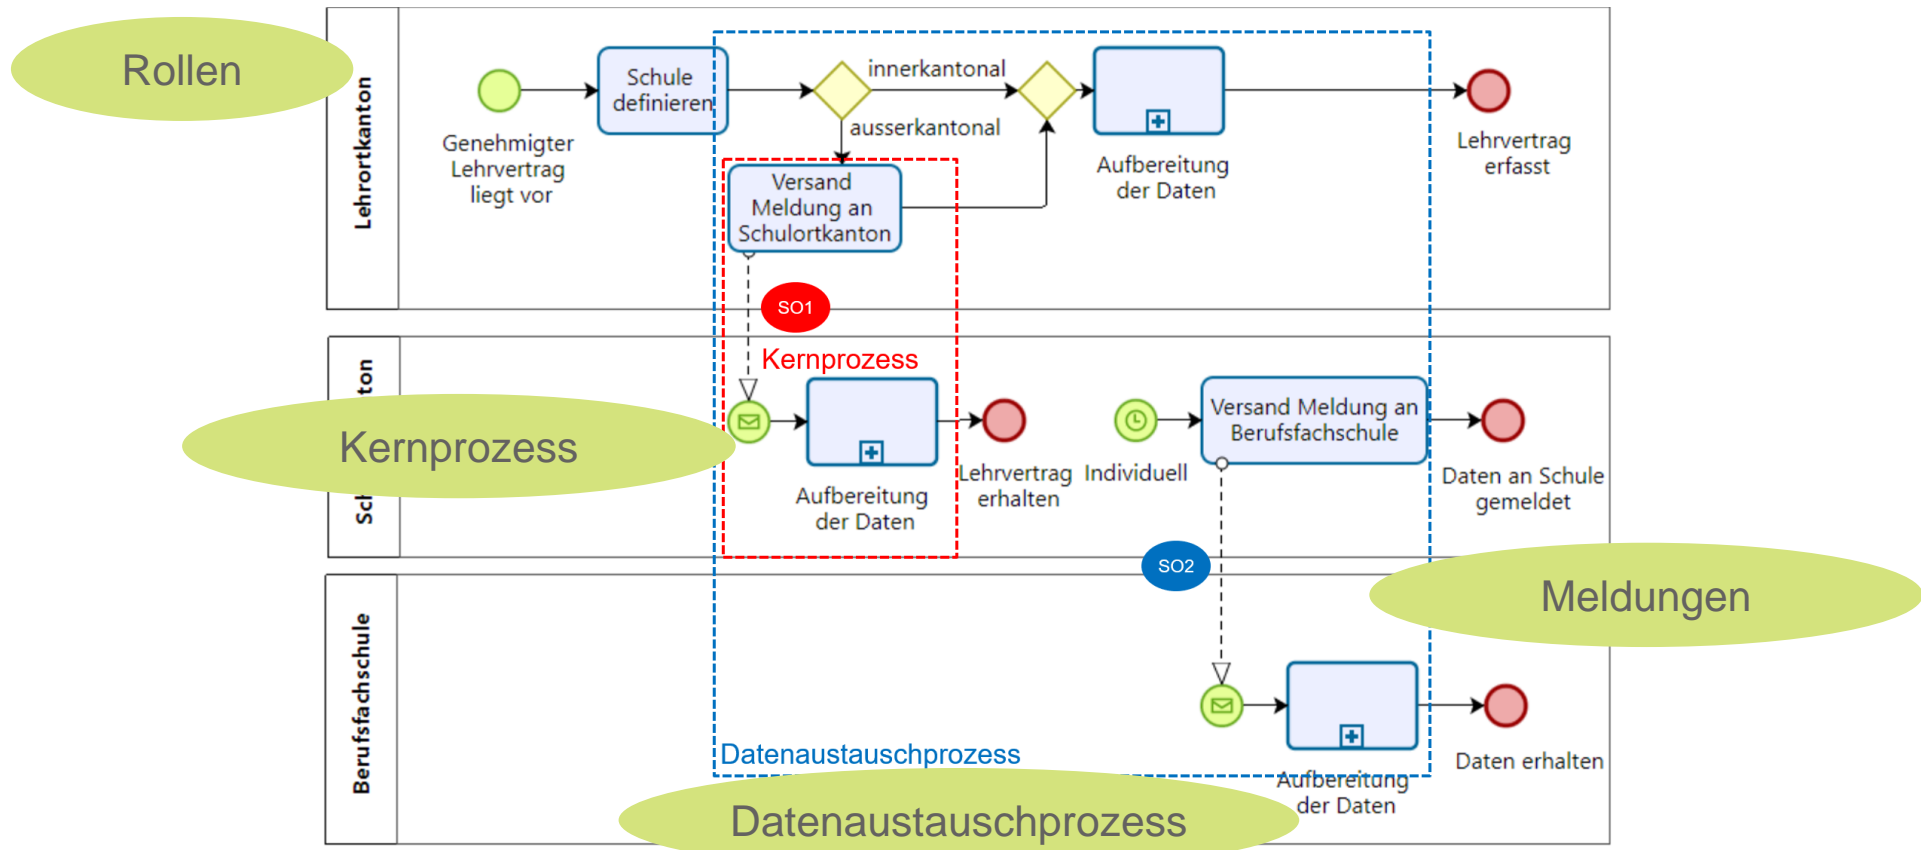 Rollen
Lehrortkanton
Genehmigter
Lehrvertrag
liegt vor
Schule
definieren
innerkantonal
ausserkantonal
Versand
Meldung an
Schulortkanton
Aufbereitung
der Daten
Lehrvertrag
erfasst
SO1
Kernprozess
Kernprozess
Aufbereitung
der Daten
Lehrvertrag
erhalten
Individuell
Versand Meldung an
Berufsfachschule
Daten an Schule
gemeldet
SO2
Meldungen
Berufsfachschule
Datenaustauschprozess
Aufbereitung
der Daten
Daten erhalten
Datenaustauschprozess